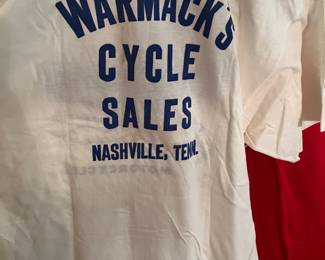 WARMACK'S
CYCLE
SALES
NASHVILLE, TENN.